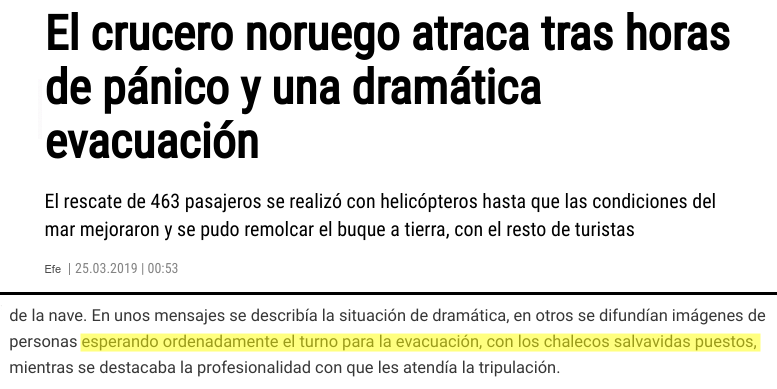 El crucero noruego atraca tras horas
de pánico y una dramática
evacuación
El rescate de 463 pasajeros se realizó con helicópteros hasta que las condiciones del
mar mejoraron y se pudo remolcar el buque a tierra, con el resto de turistas
Efe | 25.03.2019 | 00:53
de la nave. En unos mensajes se describía la situación de dramática, en otros se difundían imágenes de
personas esperando ordenadamente el turno para la evacuación, con los chalecos salvavidas puestos,
mientras se destacaba la profesionalidad con que les atendía la tripulación.